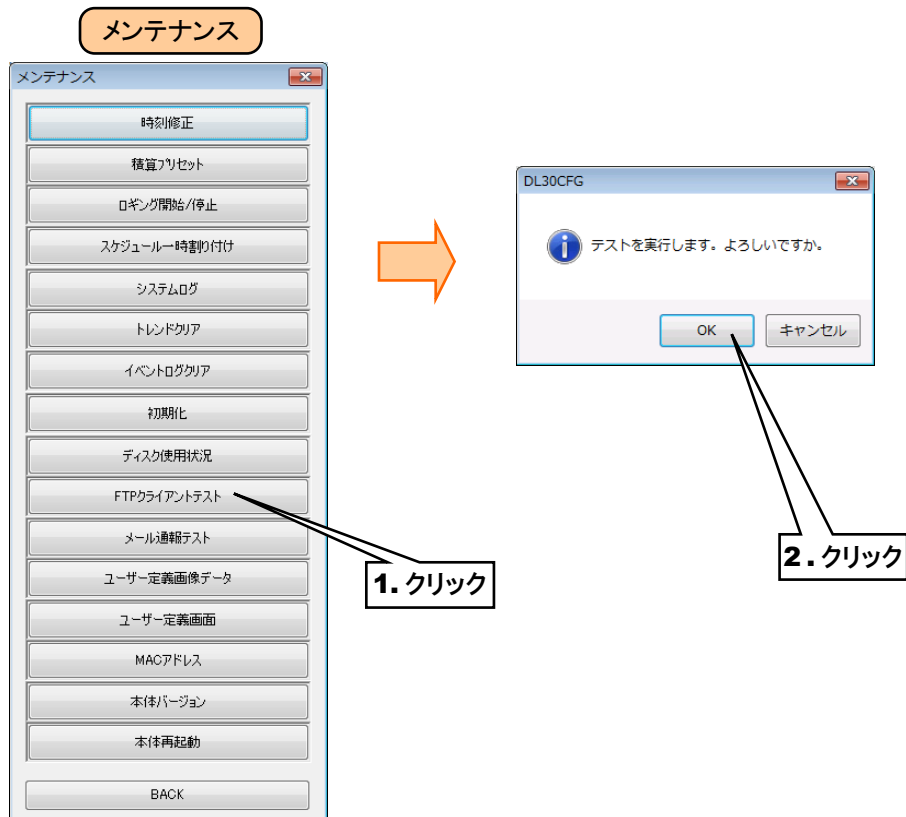 メンテナンス
メンテナンス
時刻修正
積算プリセット
ロギング開始/停止
スケジュール一時割り付け
システムログ
トレンドクリア
イベントログクリア
初期化
ディスク使用状況
FTPクライアントテスト
メール通報テスト
ユーザー定義画像データ
ユーザー定義画面
MACアドレス
本体バージョン
本体再起動
BACK
1. クリック
DL30CFG
テストを実行します。よろしいですか。
OK キャンセル
2 . クリック